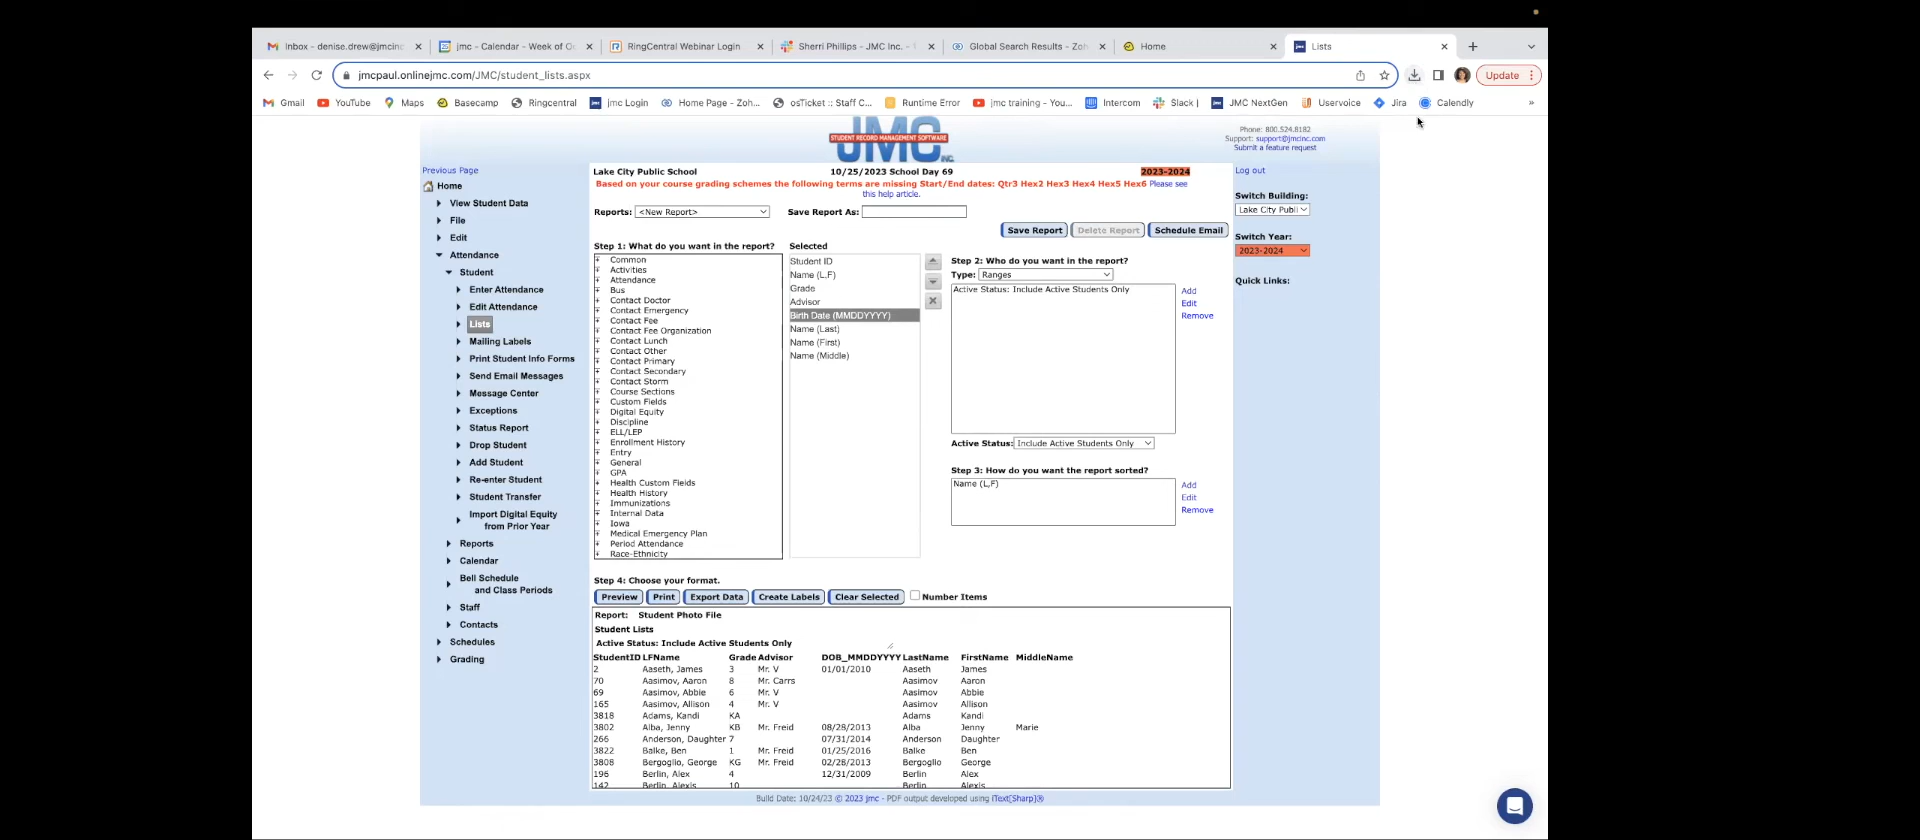 Inbox - denise.drew@jmcinc
jmc - Calendar - Week of Oc
RingCentral Webinar Login
Sherri Phillips - JMC Inc. -
Global Search Results - Zoh
Home
Lists
jmcpaul.onlinejmc.com/JMC/student_lists.aspx
Update
Gmail
YouTube
Maps
Basecamp
Ringcentral
jmc Login
Home Page - Zoh...
osTicket :: Staff C...
Runtime Error
jmc training - You...
Intercom
Slack |
JMC NextGen
Uservoice
Jira
Calendly
»
STUDENT RECORD MANAGEMENT SOFTWARE
JMC INC.
Phone: 800.524.8182
Support: support@jmcinc.com
Submit a feature request
Previous Page
Home
View Student Data
File
Edit
Attendance
Student
Enter Attendance
Edit Attendance
Lists
Mailing Labels
Print Student Info Forms
Send Email Messages
Message Center
Exceptions
Status Report
Drop Student
Add Student
Re-enter Student
Student Transfer
Import Digital Equity
from Prior Year
Reports
Calendar
Bell Schedule
and Class Periods
Staff
Contacts
Schedules
Grading
Lake City Public School
10/25/2023 School Day 69
2023-2024
Based on your course grading schemes the following terms are missing Start/End dates: Qtr3 Hex2 Hex3 Hex4 Hex5 Hex6 Please see
this help article.
Reports: <New Report>
Save Report As:
Save Report
Delete Report
Schedule Email
Step 1: What do you want in the report?
Common
Activities
Attendance
Bus
Contact Doctor
Contact Emergency
Contact Fee
Contact Fee Organization
Contact Lunch
Contact Other
Contact Primary
Contact Secondary
Contact Storm
Course Sections
Custom Fields
Digital Equity
Discipline
ELL/LEP
Enrollment History
Entry
General
GPA
Health Custom Fields
Health History
Immunizations
Internal Data
Iowa
Medical Emergency Plan
Period Attendance
Race-Ethnicity
Selected
Student ID
Name (L,F)
Grade
Advisor
Birth Date (MMDDYYYY)
Name (Last)
Name (First)
Name (Middle)
Step 2: Who do you want in the report?
Type: Ranges
Active Status: Include Active Students Only
Add
Edit
Remove
Active Status: Include Active Students Only
Step 3: How do you want the report sorted?
Name (L,F)
Add
Edit
Remove
Log out
Switch Building:
Lake City Publi
Switch Year:
2023-2024
Quick Links:
Step 4: Choose your format.
Preview
Print
Export Data
Create Labels
Clear Selected
Number Items
Report: Student Photo File
Student Lists
Active Status: Include Active Students Only
StudentID LFName Grade Advisor DOB_MMDDYYYY LastName FirstName MiddleName
2 Aaseth, James 3 Mr. V 01/01/2010 Aaseth James
70 Aasimov, Aaron 8 Mr. Carrs Aasimov Aaron
69 Aasimov, Abbie 6 Mr. V Aasimov Abbie
165 Aasimov, Allison 4 Mr. V Aasimov Allison
3818 Adams, Kandi KA Adams Kandi
3802 Alba, Jenny KB Mr. Freid 08/28/2013 Alba Jenny Marie
266 Anderson, Daughter 7 07/31/2014 Anderson Daughter
3822 Balke, Ben 1 Mr. Freid 01/25/2016 Balke Ben
3808 Bergoglio, George KG Mr. Freid 02/28/2013 Bergoglio George
196 Berlin, Alex 4 12/31/2009 Berlin Alex
142 Berlin, Alexis 10 Berlin Alexis
Build Date: 10/24/23 © 2023 jmc - PDF output developed using iText[Sharp]®